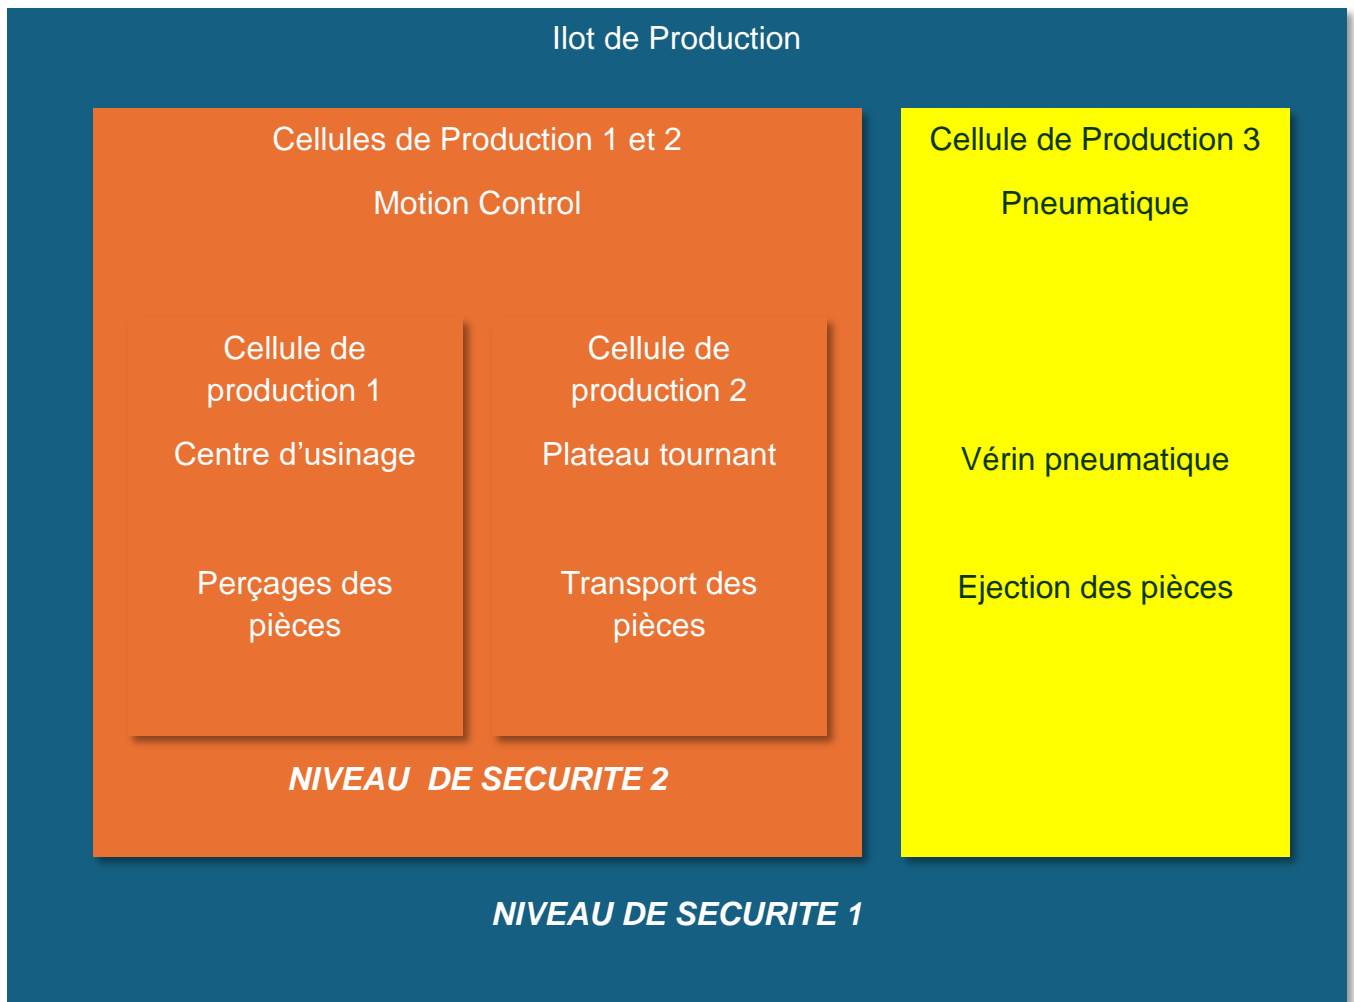 Ilot de Production
Cellules de Production 1 et 2
Motion Control
Cellule de
production 1
Centre d'usinage
Perçages des
pièces
Cellule de
production 2
Plateau tournant
Transport des
pièces
NIVEAU  DE SECURITE 2
Cellule de Production 3
Pneumatique
Vérin pneumatique
Ejection des pièces
NIVEAU DE SECURITE 1